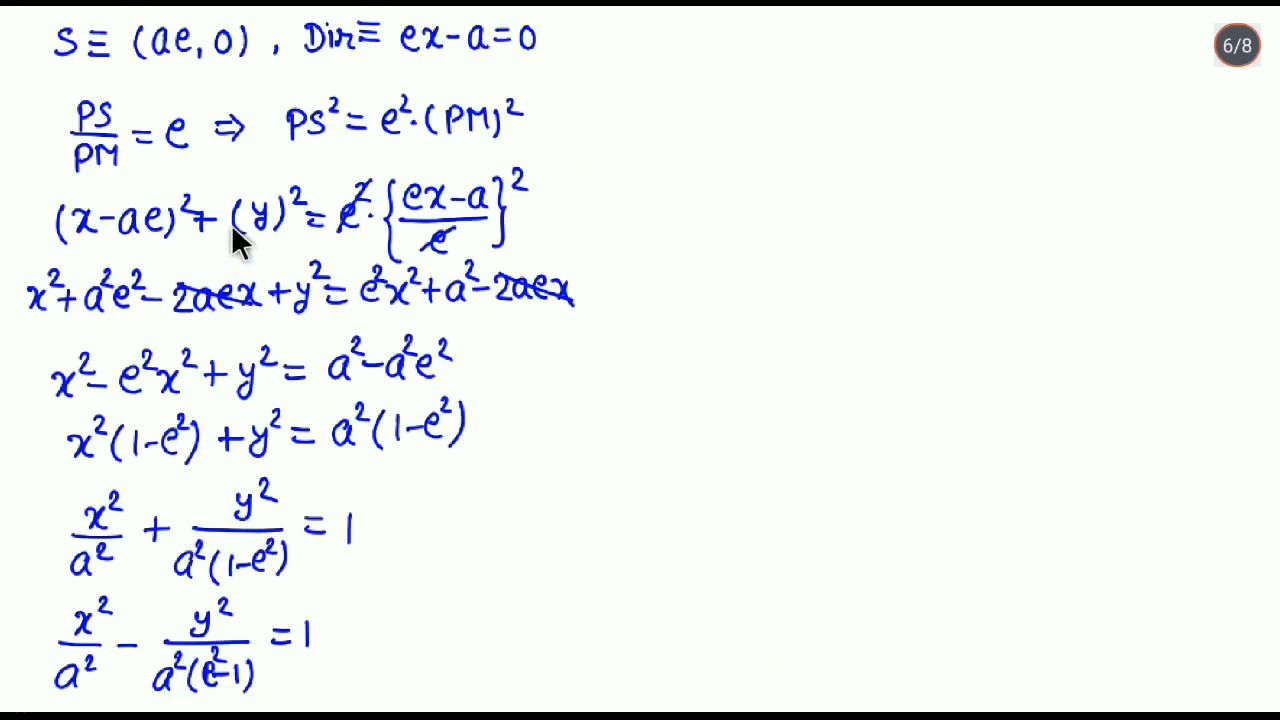 S ≡ (ae, 0) , Dir ≡ ex - a = 0
6/8
PS/PM = e ⇒ PS² = e² · (PM)²
(x - ae)² + (y)² = e² · {(ex - a)/e}²
x² + a²e² - 2aex + y² = e²x² + a² - 2aex
x² - e²x² + y² = a² - a²e²
x²(1 - e²) + y² = a²(1 - e²)
x²/a² + y²/a²(1 - e²) = 1
x²/a² - y²/a²(e² - 1) = 1